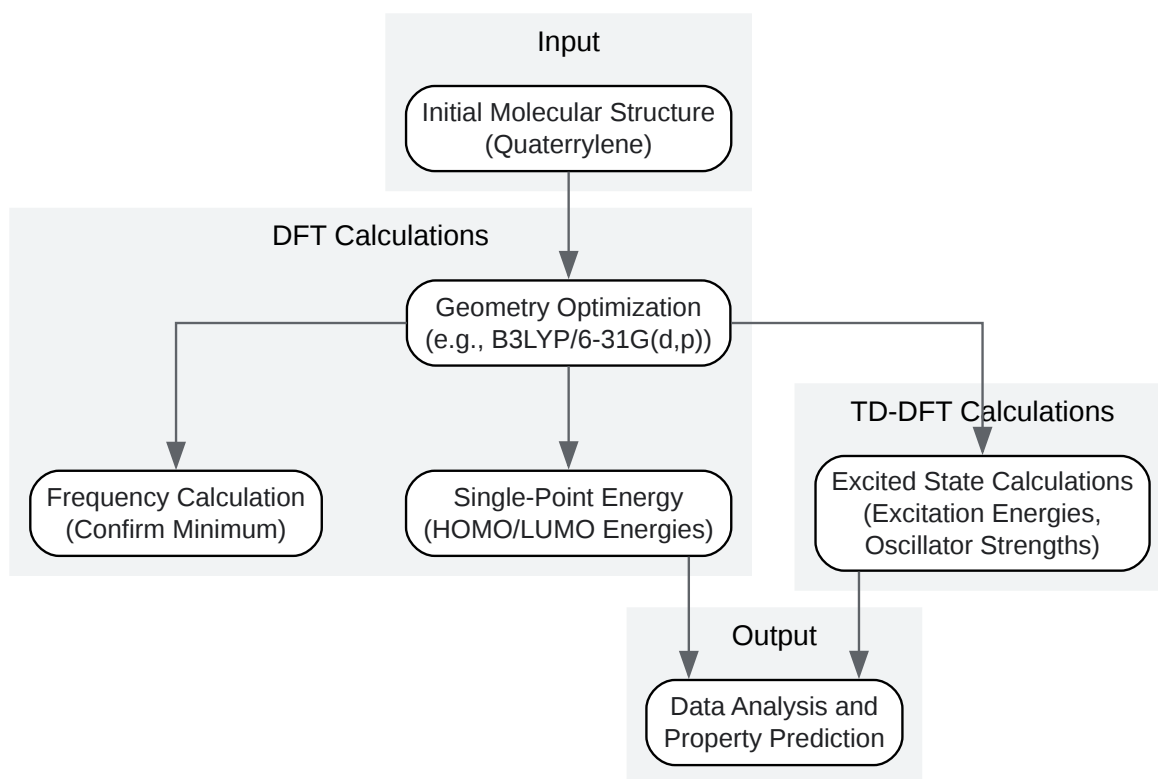 Input
Initial Molecular Structure
(Quaterrylene)
DFT Calculations
Geometry Optimization
(e.g., B3LYP/6-31G(d,p))
TD-DFT Calculations
Frequency Calculation
(Confirm Minimum)
Single-Point Energy
(HOMO/LUMO Energies)
Excited State Calculations
(Excitation Energies,
Oscillator Strengths)
Output
Data Analysis and
Property Prediction